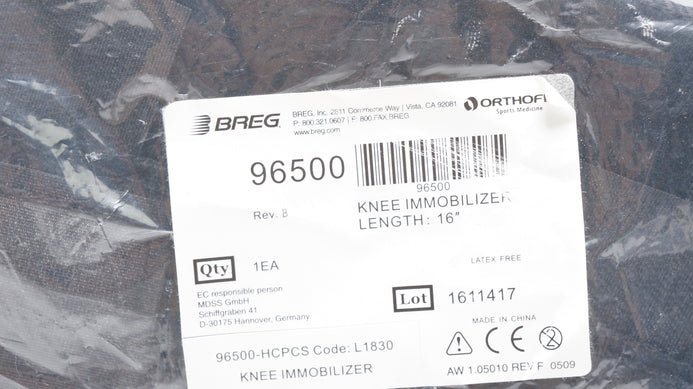 BREG
BREG, Inc. 2611 Commerce Way | Vista, CA 92081
P: 800.321.0607 | F: 800.FAX.BREG
www.breg.com
ORTHOFI
Sports Medicine
96500
96500
Rev. B
KNEE IMMOBILIZER
LENGTH: 16"
Qty 1EA
LATEX FREE
EC responsible person
MDSS GmbH
Schiffgraben 41
D-30175 Hannover, Germany
Lot 1611417
MADE IN CHINA
CE
96500-HCPCS Code: L1830
KNEE IMMOBILIZER
AW 1.05010 REV F 0509